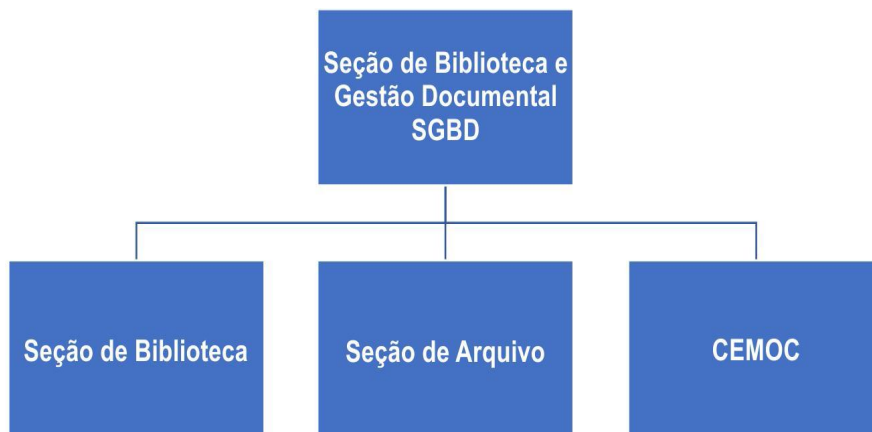 Seção de Biblioteca e
Gestão Documental
SGBD
Seção de Biblioteca
Seção de Arquivo
CEMOC